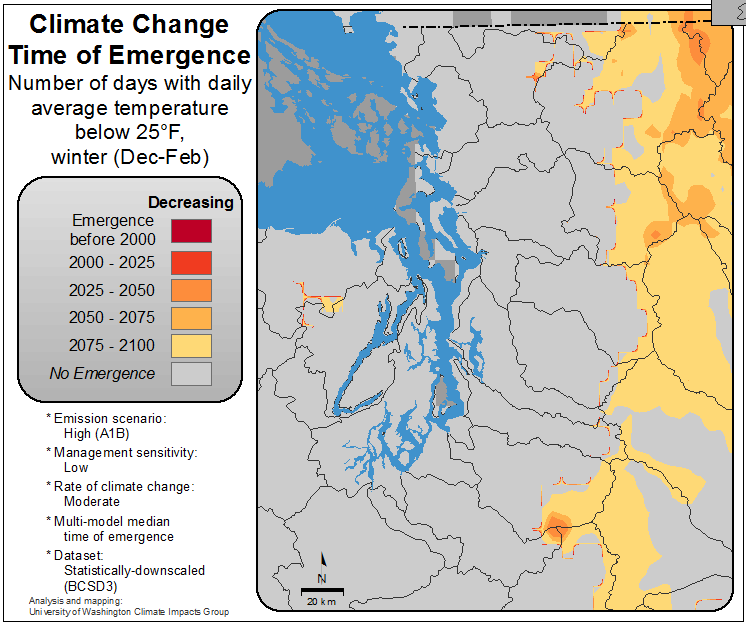 Climate Change
Time of Emergence
Number of days with daily
average temperature
below 25°F,
winter (Dec-Feb)
Decreasing
Emergence
before 2000
2000 - 2025
2025 - 2050
2050 - 2075
2075 - 2100
No Emergence
* Emission scenario:
High (A1B)
* Management sensitivity:
Low
* Rate of climate change:
Moderate
* Multi-model median
time of emergence
* Dataset:
Statistically-downscaled
(BCSD3)
Analysis and mapping:
University of Washington Climate Impacts Group
N
20 km